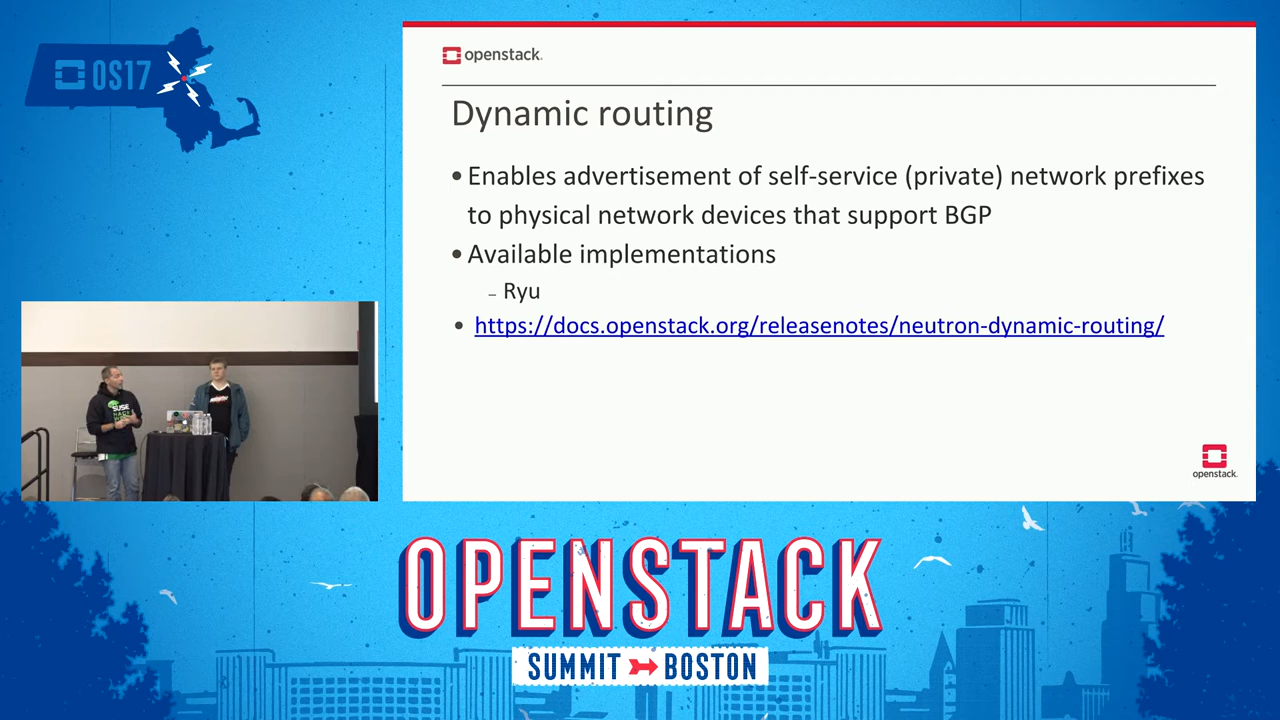 OS17
openstack.
Dynamic routing
• Enables advertisement of self-service (private) network prefixes
to physical network devices that support BGP
• Available implementations
– Ryu
• https://docs.openstack.org/releasenotes/neutron-dynamic-routing/
openstack.
SUSE
OPENSTACK
SUMMIT BOSTON